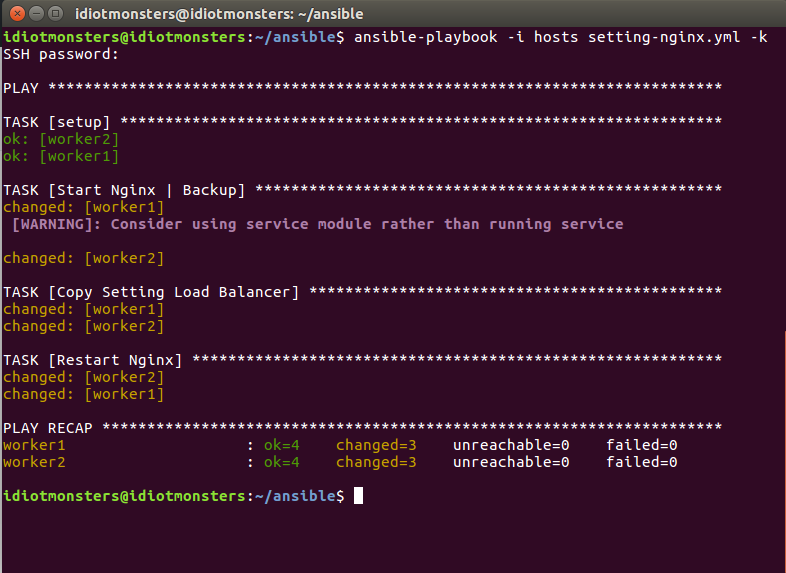 idiotmonsters@idiotmonsters: ~/ansible
idiotmonsters@idiotmonsters:~/ansible$ ansible-playbook -i hosts setting-nginx.yml -k
SSH password:
PLAY ***************************************************************************
TASK [setup] *******************************************************************
ok: [worker2]
ok: [worker1]
TASK [Start Nginx | Backup] ****************************************************
changed: [worker1]
[WARNING]: Consider using service module rather than running service
changed: [worker2]
TASK [Copy Setting Load Balancer] **********************************************
changed: [worker1]
changed: [worker2]
TASK [Restart Nginx] ***********************************************************
changed: [worker2]
changed: [worker1]
PLAY RECAP *********************************************************************
worker1                    : ok=4    changed=3    unreachable=0    failed=0
worker2                    : ok=4    changed=3    unreachable=0    failed=0
idiotmonsters@idiotmonsters:~/ansible$